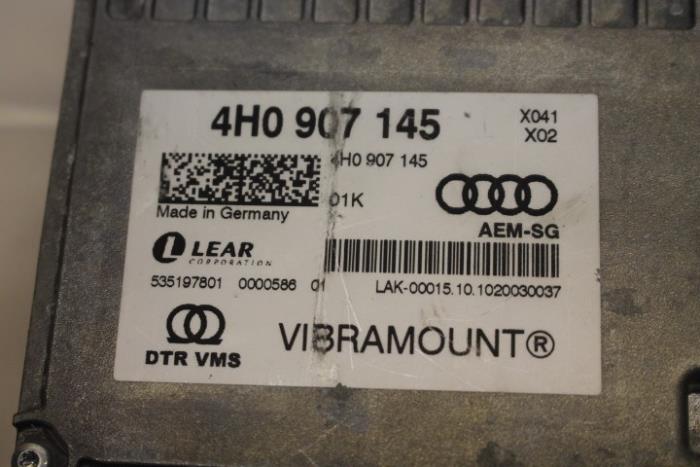 4H0 907 145
X041
X02
4H0 907 145
01K
Made in Germany
AEM-SG
LEAR
CORPORATION
535197801 0000586 01
LAK-00015.10.1020030037
DTR VMS
VIBRAMOUNT®